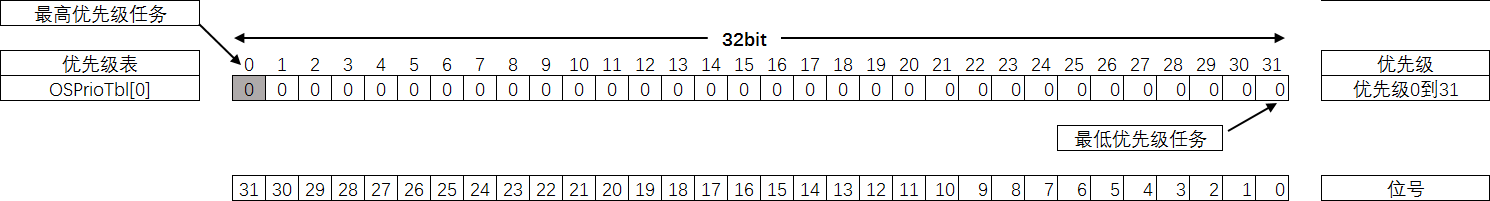 最高优先级任务
32bit
优先级表 0 1 2 3 4 5 6 7 8 9 10 11 12 13 14 15 16 17 18 19 20 21 22 23 24 25 26 27 28 29 30 31 优先级
OSPrioTbl[0] 0 0 0 0 0 0 0 0 0 0 0 0 0 0 0 0 0 0 0 0 0 0 0 0 0 0 0 0 0 0 0 0 优先级0到31
最低优先级任务
31 30 29 28 27 26 25 24 23 22 21 20 19 18 17 16 15 14 13 12 11 10 9 8 7 6 5 4 3 2 1 0 位号